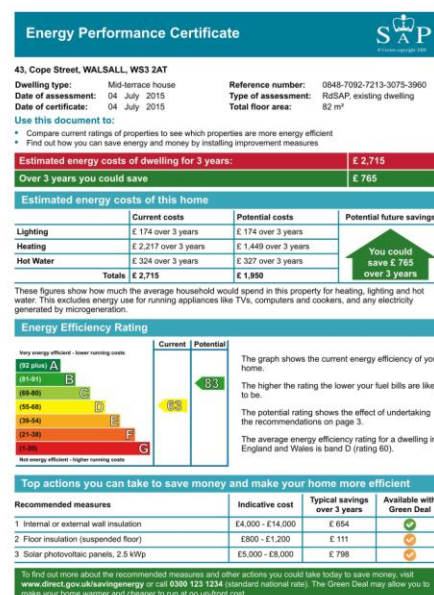 Energy Performance Certificate
SAP
© Crown copyright 2009
43, Cope Street, WALSALL, WS3 2AT
Dwelling type: Mid-terrace house
Reference number: 0848-7092-7213-3075-3960
Date of assessment: 04 July 2015
Type of assessment: RdSAP, existing dwelling
Date of certificate: 04 July 2015
Total floor area: 82 m²
Use this document to:
• Compare current ratings of properties to see which properties are more energy efficient
• Find out how you can save energy and money by installing improvement measures
Estimated energy costs of dwelling for 3 years: £ 2,715
Over 3 years you could save £ 765
Estimated energy costs of this home
Current costs Potential costs Potential future savings
Lighting £ 174 over 3 years £ 174 over 3 years
Heating £ 2,217 over 3 years £ 1,449 over 3 years
Hot Water £ 324 over 3 years £ 327 over 3 years
Totals £ 2,715 £ 1,950
You could
save £ 765
over 3 years
These figures show how much the average household would spend in this property for heating, lighting and hot
water. This excludes energy use for running appliances like TVs, computers and cookers, and any electricity
generated by microgeneration.
Energy Efficiency Rating
Current Potential
Very energy efficient - lower running costs
(92 plus) A
(81-91) B
(69-80) C
(55-68) D
(39-54) E
(21-38) F
(1-20) G
Not energy efficient - higher running costs
63
83
The graph shows the current energy efficiency of you
home.
The higher the rating the lower your fuel bills are like
to be.
The potential rating shows the effect of undertaking
the recommendations on page 3.
The average energy efficiency rating for a dwelling in
England and Wales is band D (rating 60).
Top actions you can take to save money and make your home more efficient
Recommended measures Indicative cost Typical savings over 3 years Available with Green Deal
1 Internal or external wall insulation £4,000 - £14,000 £ 654
2 Floor insulation (suspended floor) £800 - £1,200 £ 111
3 Solar photovoltaic panels, 2.5 kWp £5,000 - £8,000 £ 798
To find out more about the recommended measures and other actions you could take today to save money, visit
www.direct.gov.uk/savingenergy or call 0300 123 1234 (standard national rate). The Green Deal may allow you to
make your home warmer and cheaper to run at no up-front cost.